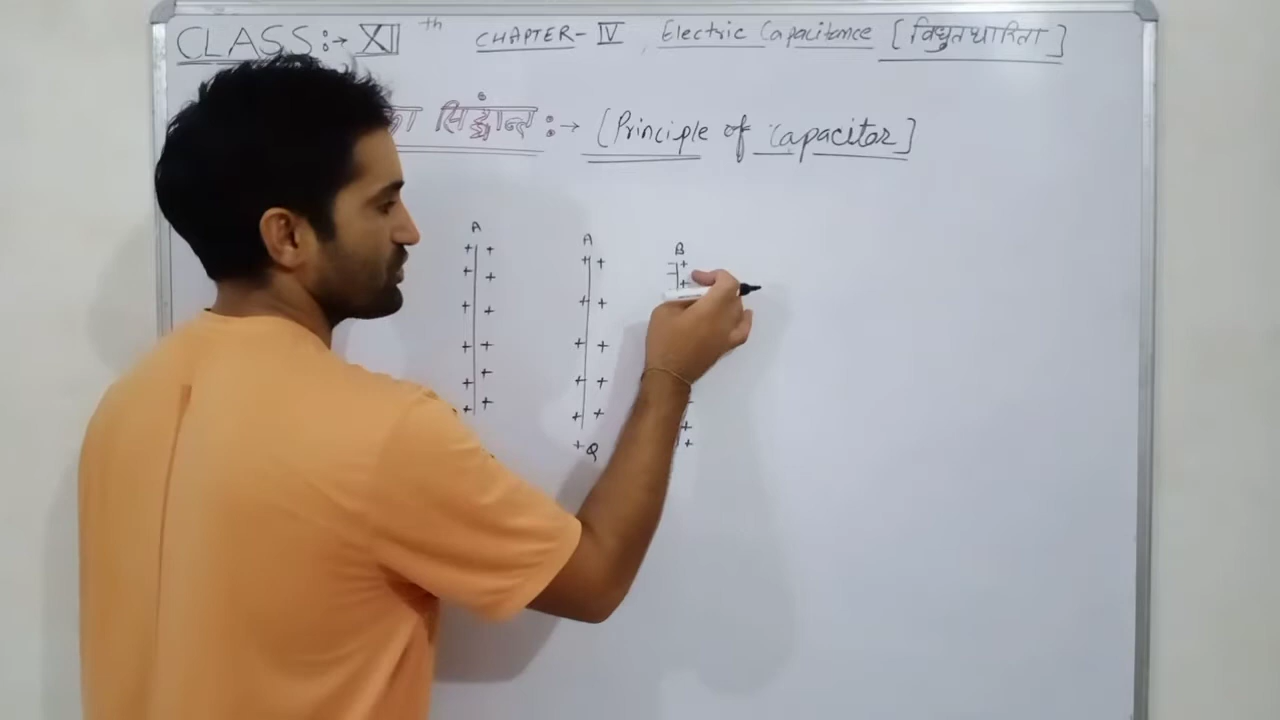 CLASS:→ XII th CHAPTER- IV , Electric Capacitance [विधुतधारिता]
का सिद्धान्त :→ [Principle of Capacitor]
A A B
+ +
+ +
+ +
+ +
+ +
+Q